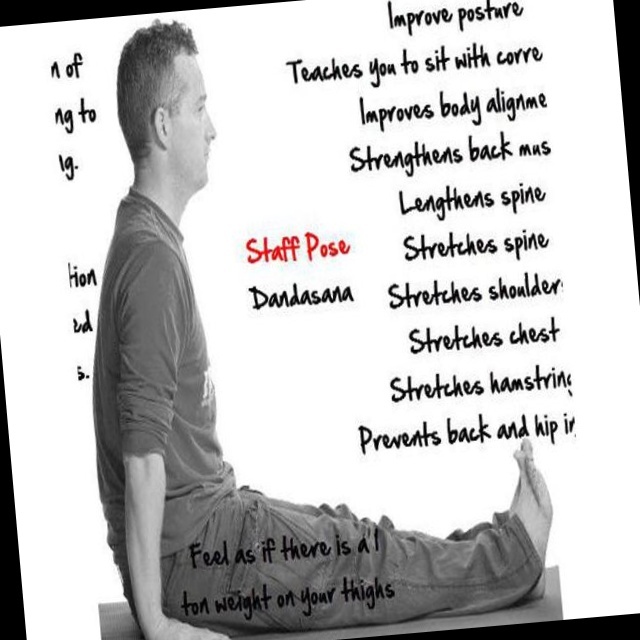 n of
ng to
lg.
tion
ed
s.
Staff Pose
Dandasana
Improve posture
Teaches you to sit with corre
Improves body alignme
Strengthens back mus
Lengthens spine
Stretches spine
Stretches shoulder
Stretches chest
Stretches hamstring
Prevents back and hip in
Feel as if there is a 1
ton weight on your thighs